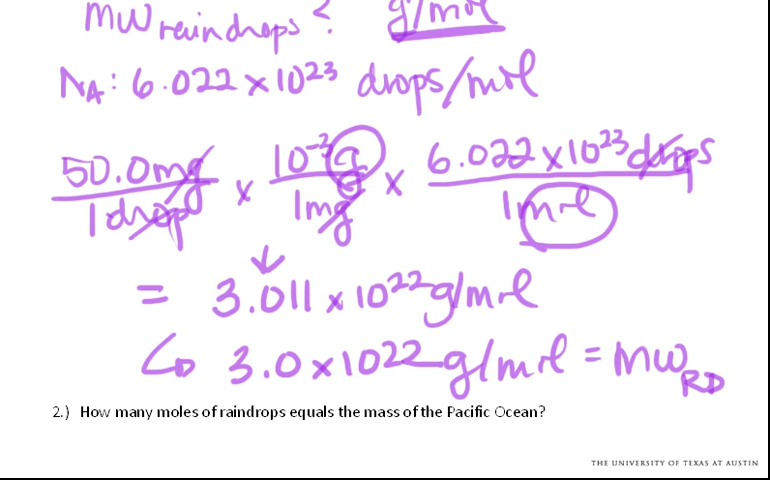 MW raindrops? g/mol
NA: 6.022 x 10^23 drops/mol
50.0mg/1drop x 10^-3 g/1mg x 6.022 x 10^23 drops/1mol
= 3.011 x 10^22 g/mol
↳ 3.0 x 10^22 g/mol = MW RD
2.) How many moles of raindrops equals the mass of the Pacific Ocean?
THE UNIVERSITY OF TEXAS AT AUSTIN